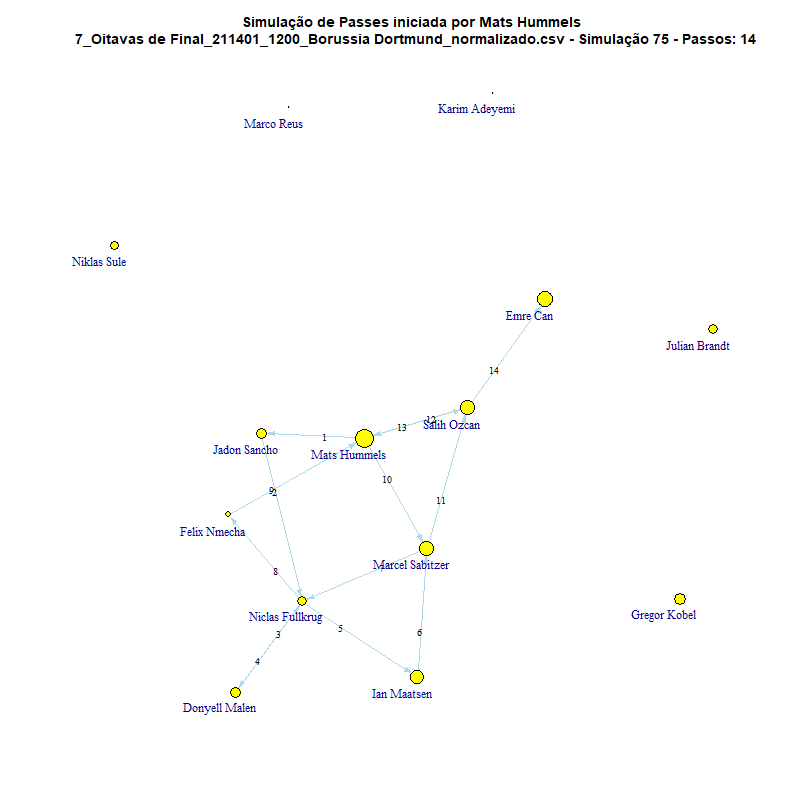 Simulação de Passes iniciada por Mats Hummels
7_Oitavas de Final_211401_1200_Borussia Dortmund_normalizado.csv - Simulação 75 - Passos: 14
Karim Adeyemi
Marco Reus
Niklas Sule
Emre Can
Julian Brandt
14
12
13
Salih Ozcan
1
Jadon Sancho
Mats Hummels
10
9
2
11
Felix Nmecha
Marcel Sabitzer
7
8
Niclas Fullkrug
Gregor Kobel
5
6
3
4
Ian Maatsen
Donyell Malen